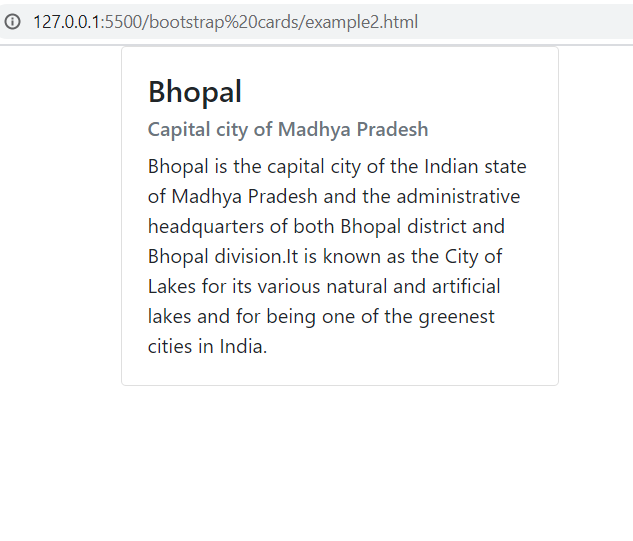 127.0.0.1:5500/bootstrap%20cards/example2.html
Bhopal
Capital city of Madhya Pradesh
Bhopal is the capital city of the Indian state
of Madhya Pradesh and the administrative
headquarters of both Bhopal district and
Bhopal division.It is known as the City of
Lakes for its various natural and artificial
lakes and for being one of the greenest
cities in India.